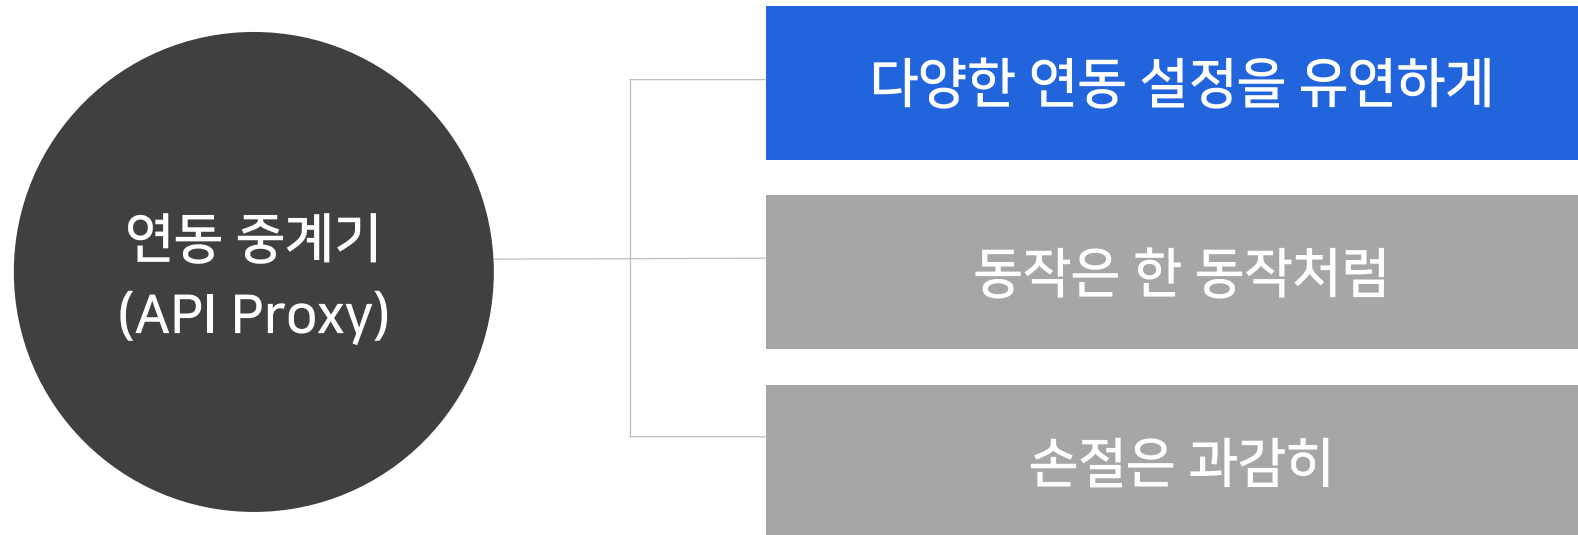 연동 중계기
(API Proxy)
다양한 연동 설정을 유연하게
동작은 한 동작처럼
손절은 과감히